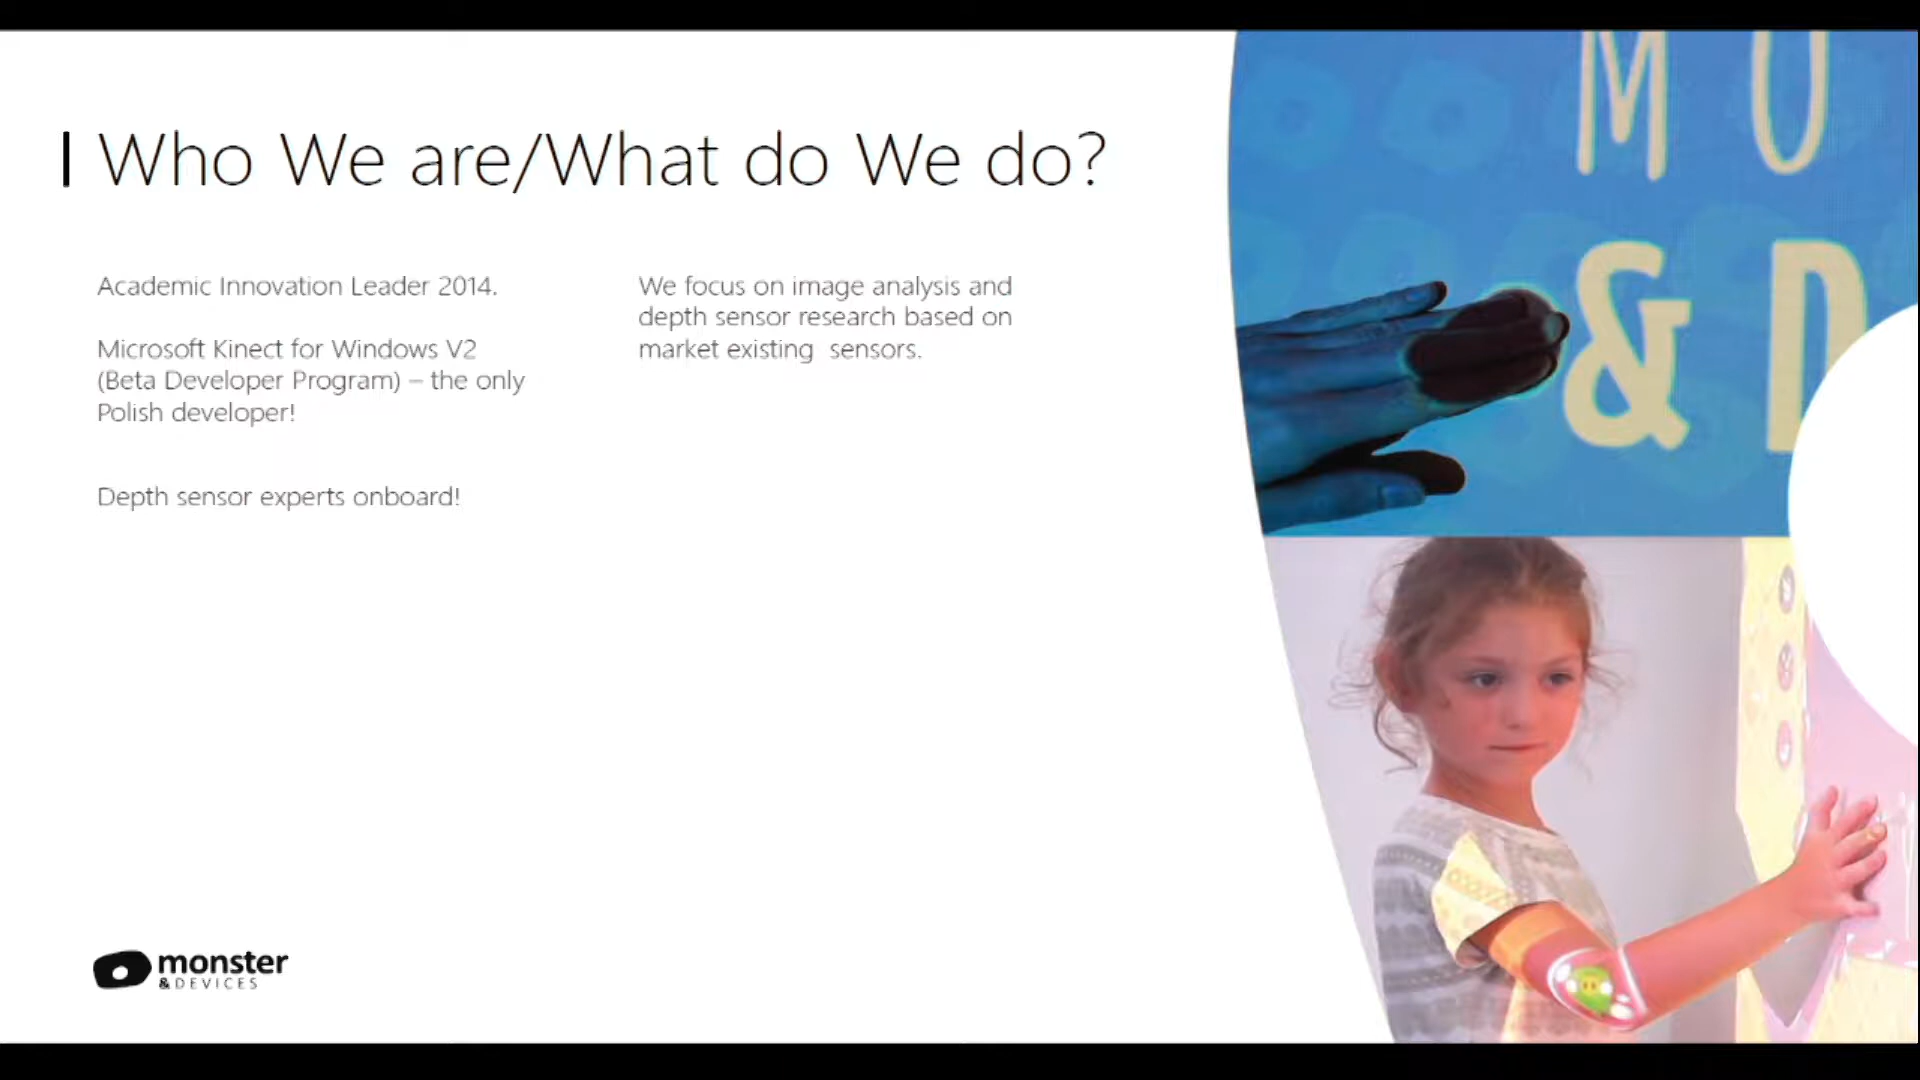 Who We are/What do We do?
Academic Innovation Leader 2014.
Microsoft Kinect for Windows V2
(Beta Developer Program) – the only
Polish developer!
Depth sensor experts onboard!
We focus on image analysis and
depth sensor research based on
market existing  sensors.
M U
& D
monster
&DEVICES